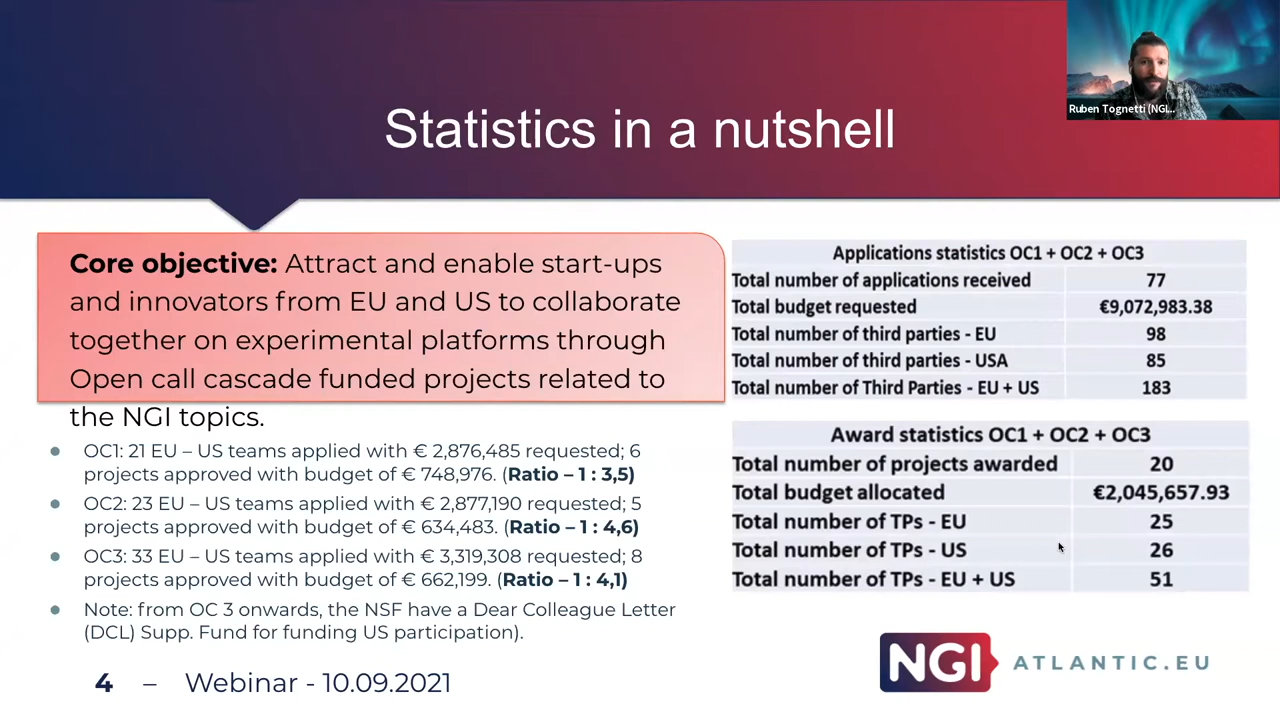 Ruben Tognetti (NGI...
Statistics in a nutshell
Core objective: Attract and enable start-ups
and innovators from EU and US to collaborate
together on experimental platforms through
Open call cascade funded projects related to
the NGI topics.
• OC1: 21 EU – US teams applied with € 2,876,485 requested; 6
projects approved with budget of € 748,976. (Ratio – 1 : 3,5)
• OC2: 23 EU – US teams applied with € 2,877,190 requested; 5
projects approved with budget of € 634,483. (Ratio – 1 : 4,6)
• OC3: 33 EU – US teams applied with € 3,319,308 requested; 8
projects approved with budget of € 662,199. (Ratio – 1 : 4,1)
• Note: from OC 3 onwards, the NSF have a Dear Colleague Letter
(DCL) Supp. Fund for funding US participation).
Applications statistics OC1 + OC2 + OC3
Total number of applications received 77
Total budget requested €9,072,983.38
Total number of third parties - EU 98
Total number of third parties - USA 85
Total number of Third Parties - EU + US 183
Award statistics OC1 + OC2 + OC3
Total number of projects awarded 20
Total budget allocated €2,045,657.93
Total number of TPs - EU 25
Total number of TPs - US 26
Total number of TPs - EU + US 51
4 – Webinar - 10.09.2021
NGI ATLANTIC.EU